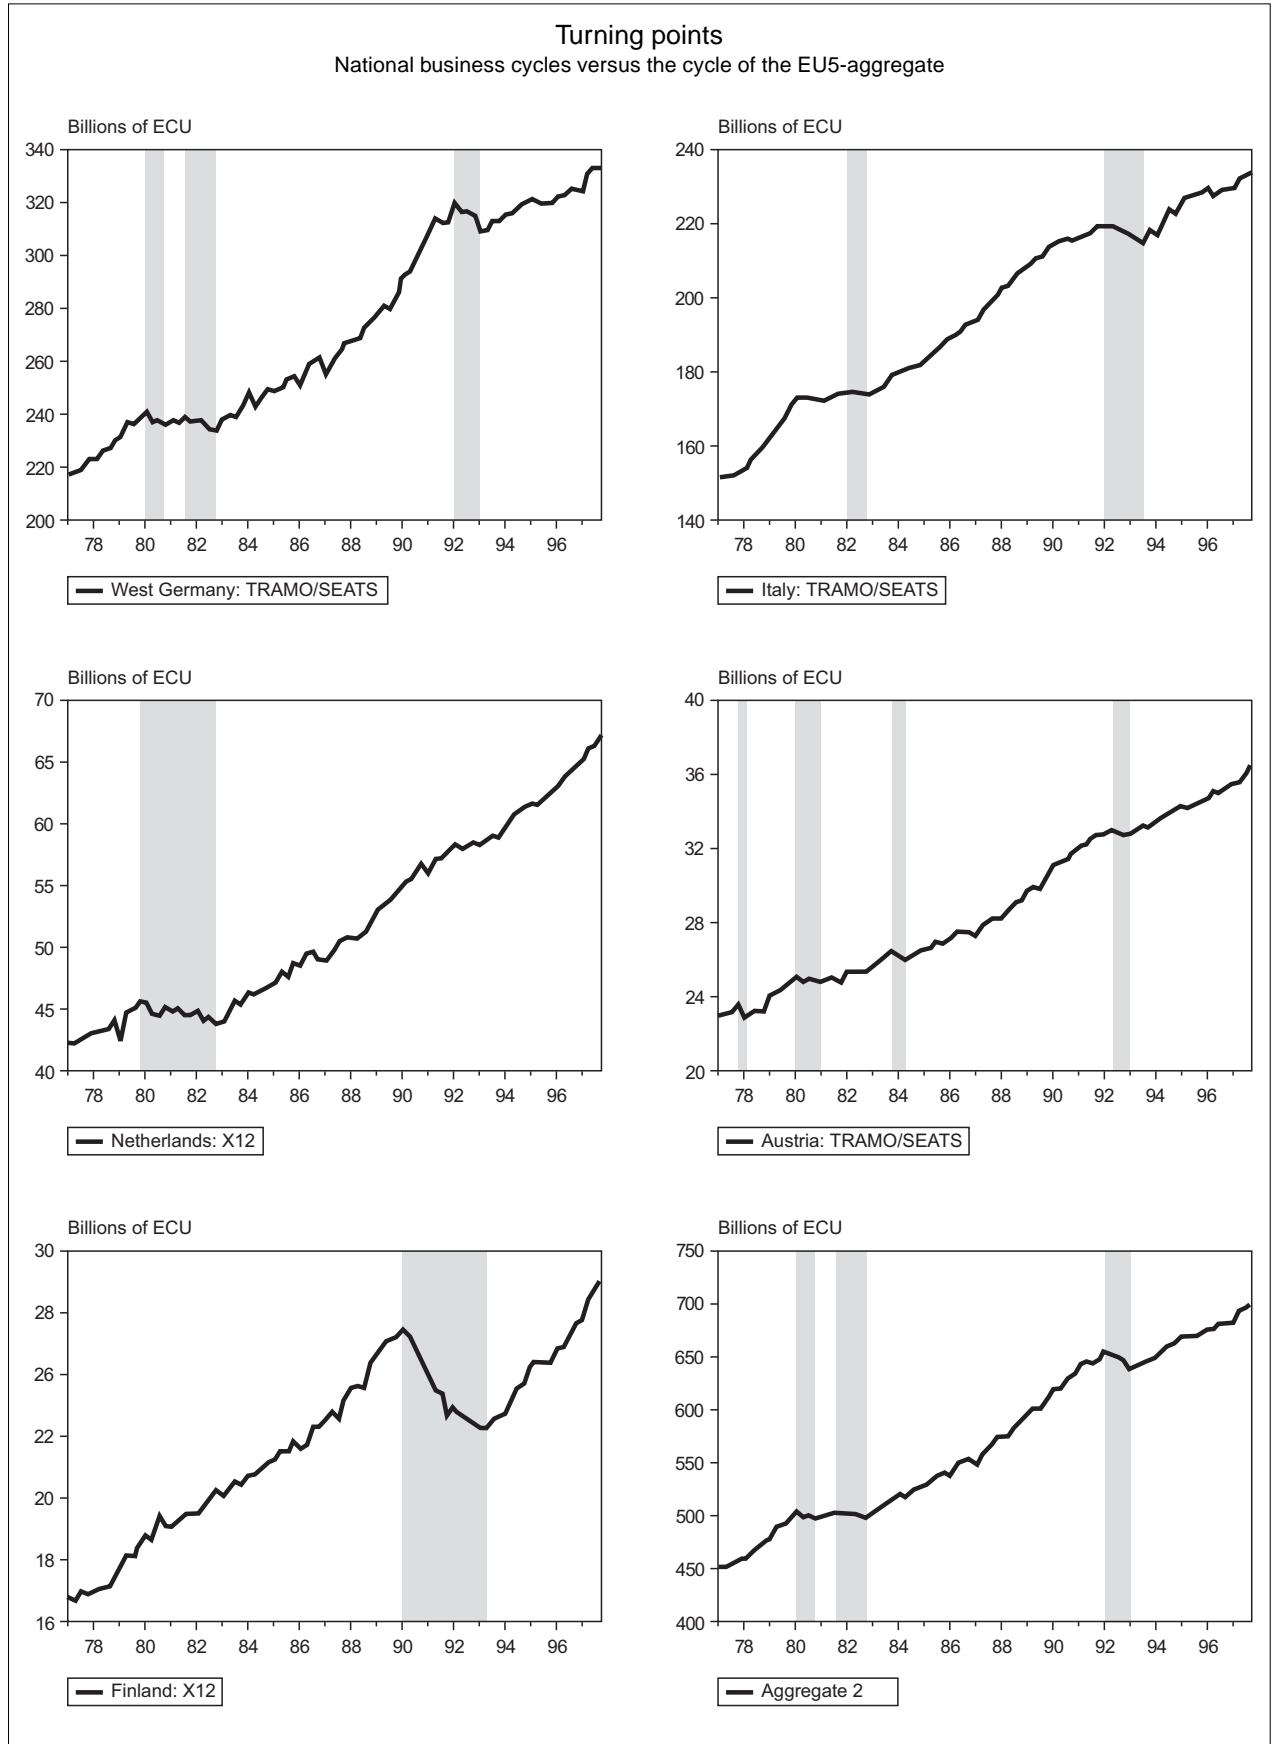 Turning points
National business cycles versus the cycle of the EU5-aggregate
Billions of ECU
340
320
300
280
260
240
220
200
78 80 82 84 86 88 90 92 94 96
West Germany: TRAMO/SEATS
Billions of ECU
240
220
200
180
160
140
78 80 82 84 86 88 90 92 94 96
Italy: TRAMO/SEATS
Billions of ECU
70
65
60
55
50
45
40
78 80 82 84 86 88 90 92 94 96
Netherlands: X12
Billions of ECU
40
36
32
28
24
20
78 80 82 84 86 88 90 92 94 96
Austria: TRAMO/SEATS
Billions of ECU
30
28
26
24
22
20
18
16
78 80 82 84 86 88 90 92 94 96
Finland: X12
Billions of ECU
750
700
650
600
550
500
450
400
78 80 82 84 86 88 90 92 94 96
Aggregate 2